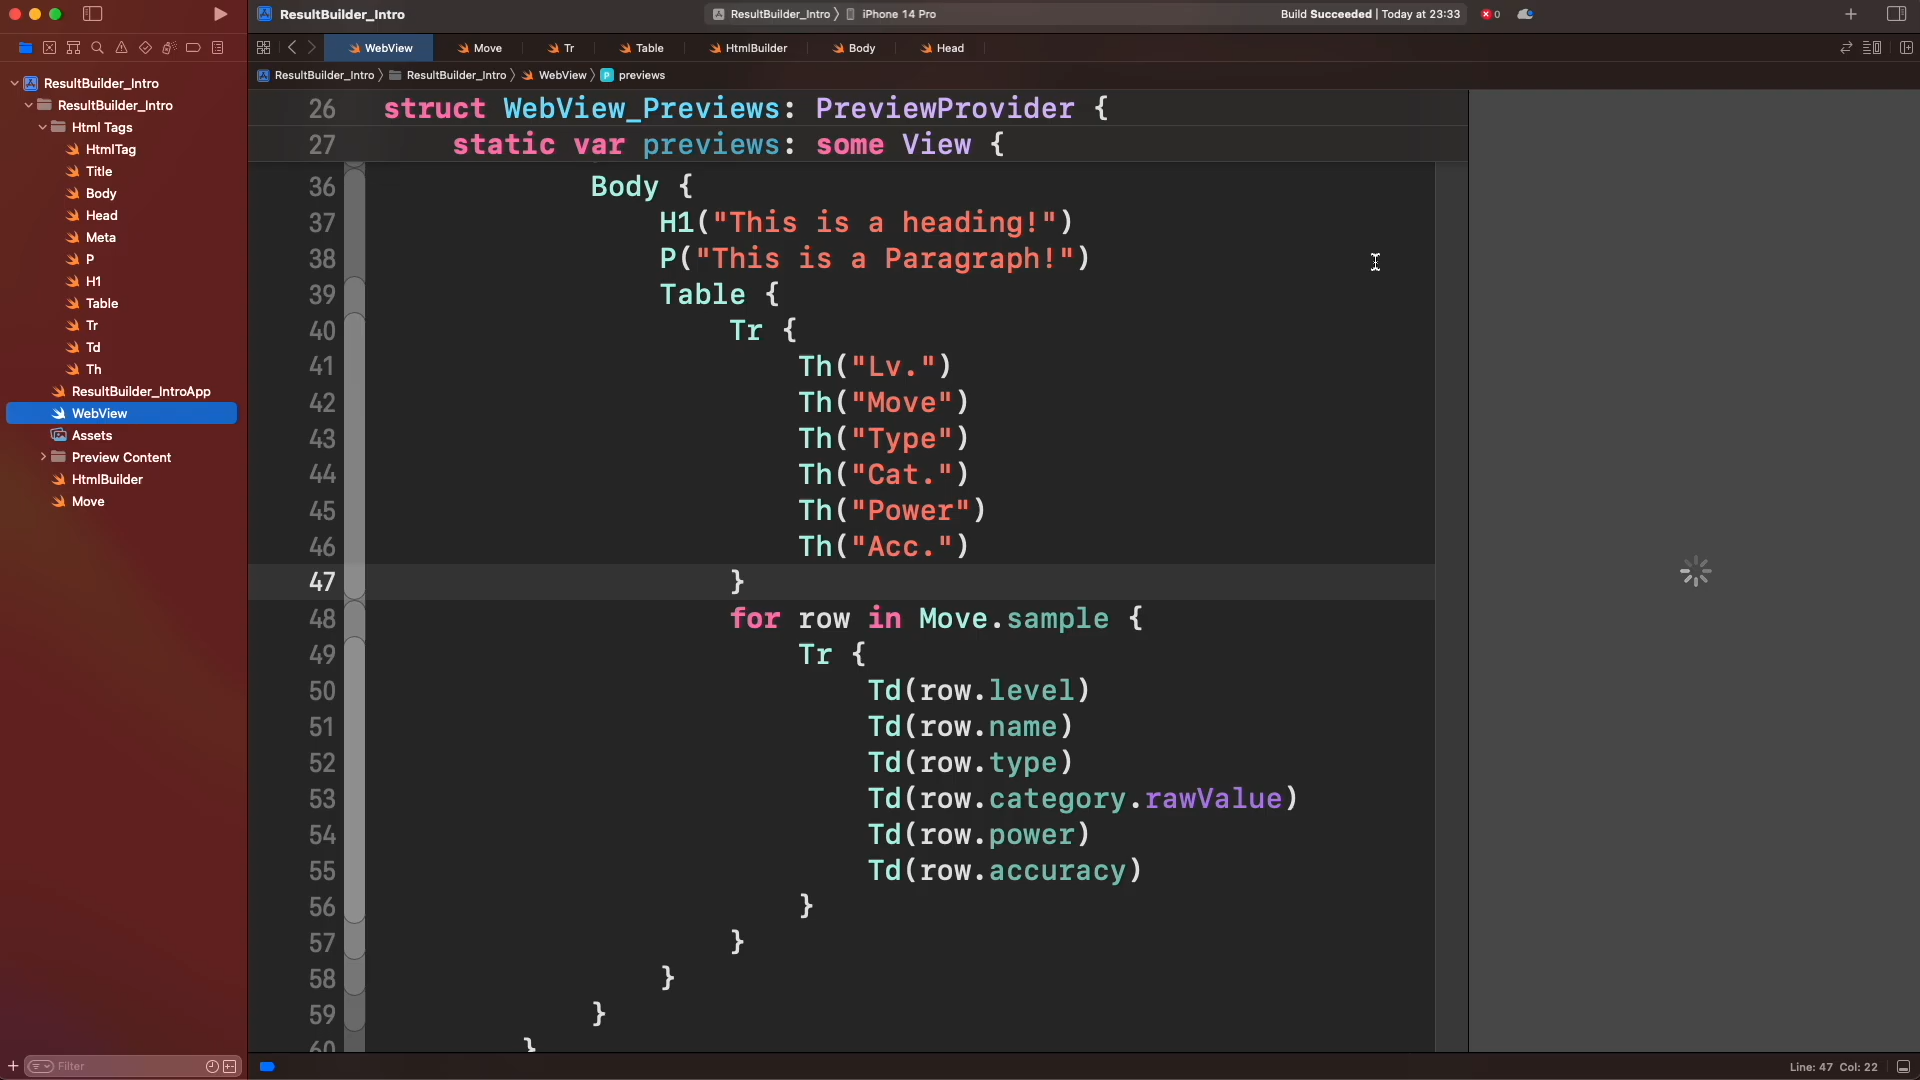 ResultBuilder_Intro
ResultBuilder_Intro 〉 iPhone 14 Pro
Build Succeeded | Today at 23:33
0
WebView
Move
Tr
Table
HtmlBuilder
Body
Head
ResultBuilder_Intro 〉 ResultBuilder_Intro 〉 WebView 〉 P previews
ResultBuilder_Intro
ResultBuilder_Intro
Html Tags
HtmlTag
Title
Body
Head
Meta
P
H1
Table
Tr
Td
Th
ResultBuilder_IntroApp
WebView
Assets
Preview Content
HtmlBuilder
Move
Filter
26 struct WebView_Previews: PreviewProvider {
27 static var previews: some View {
36 Body {
37 H1("This is a heading!")
38 P("This is a Paragraph!")
39 Table {
40 Tr {
41 Th("Lv.")
42 Th("Move")
43 Th("Type")
44 Th("Cat.")
45 Th("Power")
46 Th("Acc.")
47 }
48 for row in Move.sample {
49 Tr {
50 Td(row.level)
51 Td(row.name)
52 Td(row.type)
53 Td(row.category.rawValue)
54 Td(row.power)
55 Td(row.accuracy)
56 }
57 }
58 }
59 }
60 }
Line: 47 Col: 22